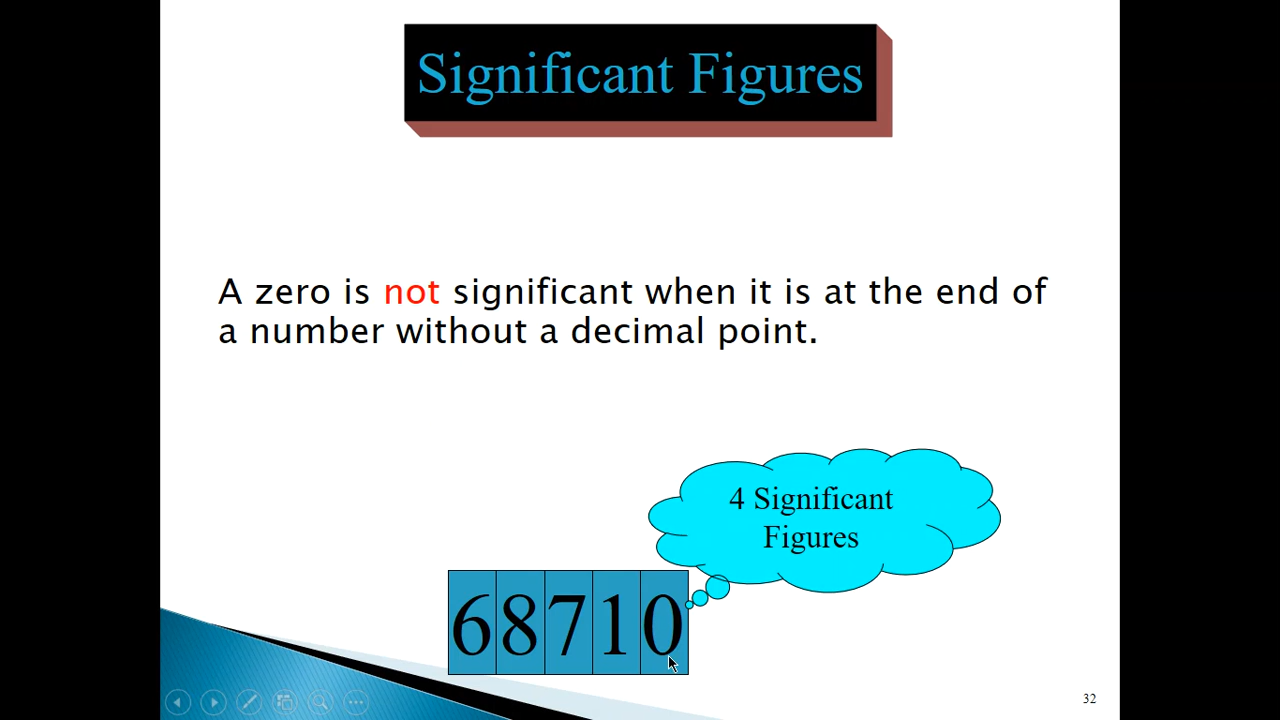 Significant Figures
A zero is not significant when it is at the end of
a number without a decimal point.
4 Significant
Figures
68710
32